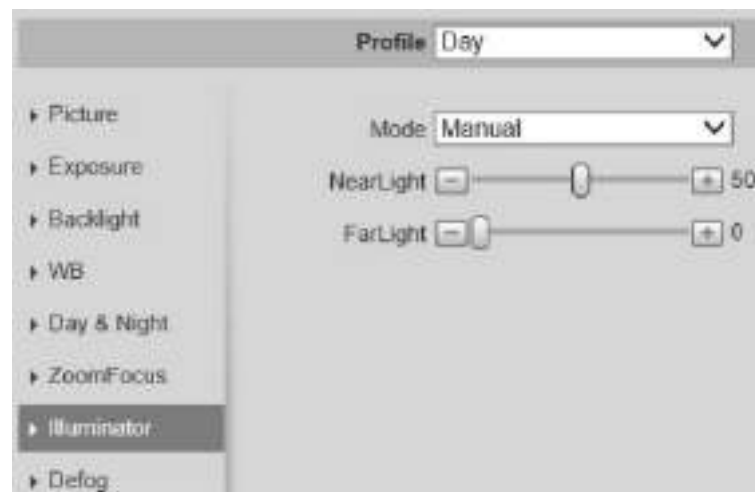 Profile Day
Picture
Mode Manual
Exposure
NearLight 50
Backlight
FarLight 0
WB
Day & Night
ZoomFocus
Illuminator
Defog